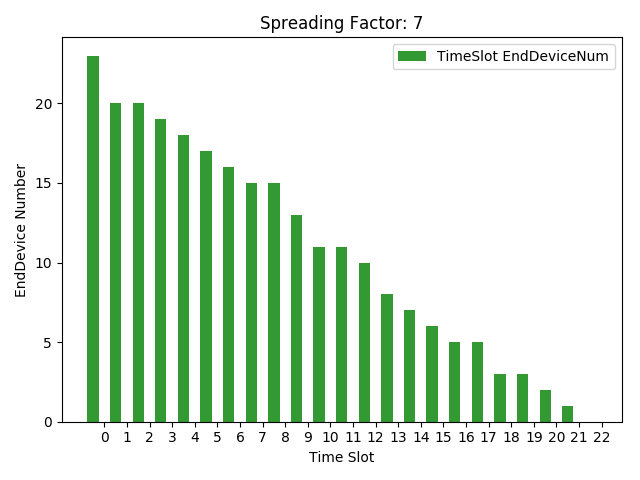 Spreading Factor: 7
TimeSlot EndDeviceNum
EndDevice Number
20
15
10
5
0
0 1 2 3 4 5 6 7 8 9 10 11 12 13 14 15 16 17 18 19 20 21 22
Time Slot